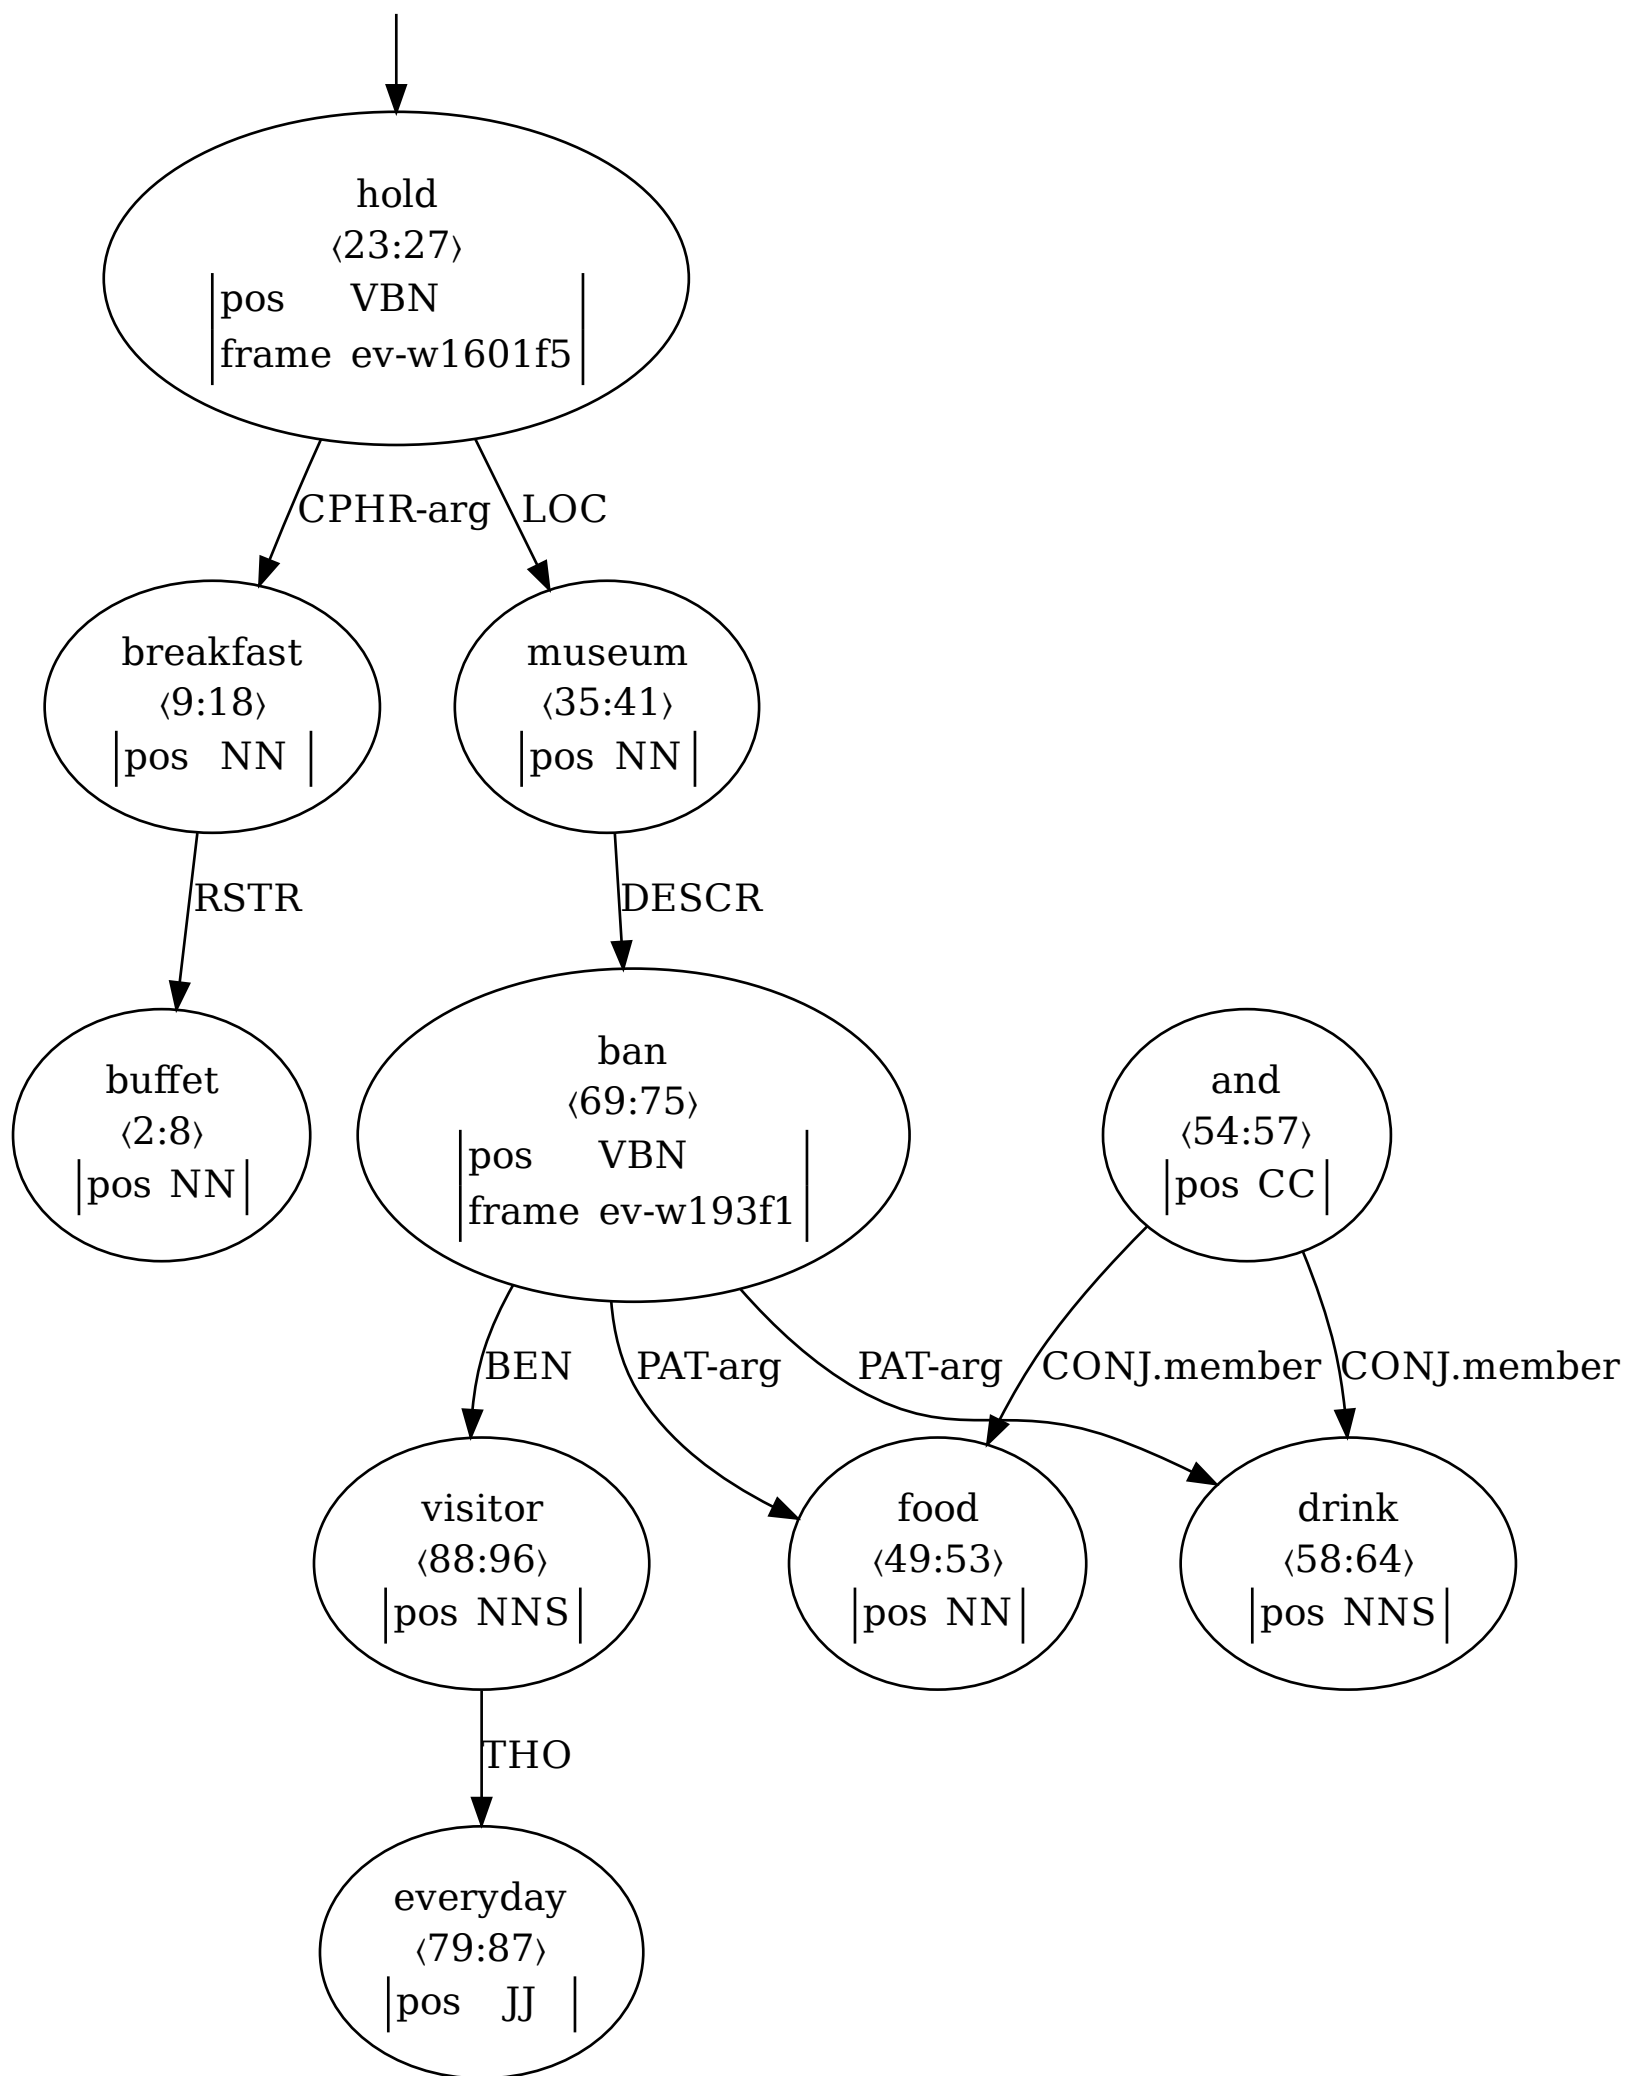 hold
⟨23:27⟩
pos VBN
frame ev-w1601f5
CPHR-arg
LOC
breakfast
⟨9:18⟩
pos NN
museum
⟨35:41⟩
pos NN
RSTR
DESCR
buffet
⟨2:8⟩
pos NN
ban
⟨69:75⟩
pos VBN
frame ev-w193f1
and
⟨54:57⟩
pos CC
BEN
PAT-arg
PAT-arg
CONJ.member
CONJ.member
visitor
⟨88:96⟩
pos NNS
food
⟨49:53⟩
pos NN
drink
⟨58:64⟩
pos NNS
THO
everyday
⟨79:87⟩
pos JJ